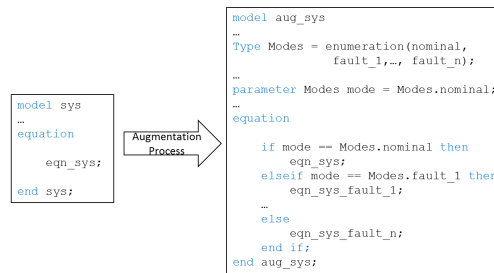 model sys
…
equation
eqn_sys;
end sys;
Augmentation
Process
model aug_sys
…
Type Modes = enumeration(nominal,
fault_1,…, fault_n);
…
parameter Modes mode = Modes.nominal;
…
equation
if mode == Modes.nominal then
eqn_sys;
elseif mode == Modes.fault_1 then
eqn_sys_fault_1;
…
else
eqn_sys_fault_n;
end if;
end aug_sys;